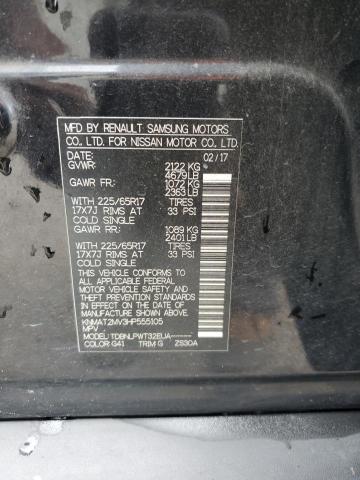 MFD BY RENAULT SAMSUNG MOTORS
CO., LTD. FOR NISSAN MOTOR CO., LTD.
DATE: 02/17
GVWR: 2122 KG
4679 LB
GAWR FR: 1072 KG
2363 LB
WITH 225/65R17 TIRES
17X7J RIMS AT 33 PSI
COLD SINGLE
GAWR RR: 1089 KG
2401 LB
WITH 225/65R17 TIRES
17X7J RIMS AT 33 PSI
COLD SINGLE
THIS VEHICLE CONFORMS TO ALL
APPLICABLE FEDERAL
MOTOR VEHICLE SAFETY
STANDARDS IN
EFFECT ON THE DATE OF
MANUFACTURE SHOWN ABOVE.
KNMAT2MV3HP555105
MPV
MODEL: TDBNLPWT32EUA------
COLOR: G41 TRIM: G ZS30A